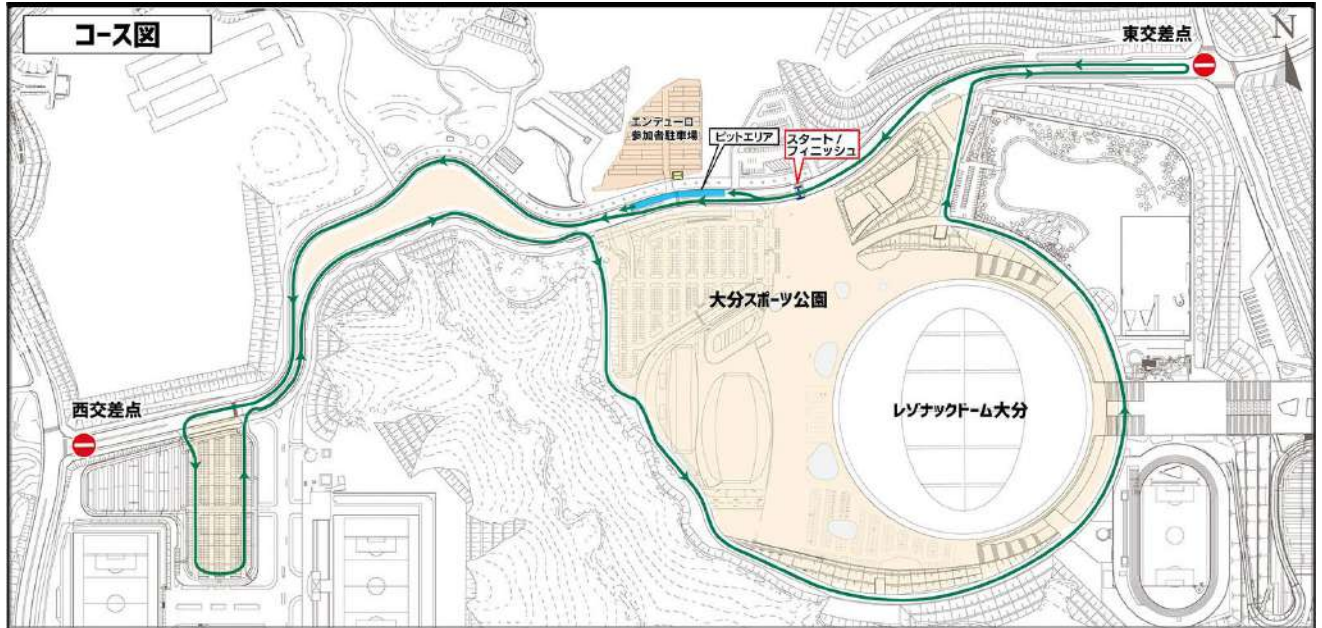 コース図
東交差点
N
エンデューロ
参加者駐車場
ピットエリア
スタート/
フィニッシュ
大分スポーツ公園
レゾナックドーム大分
西交差点